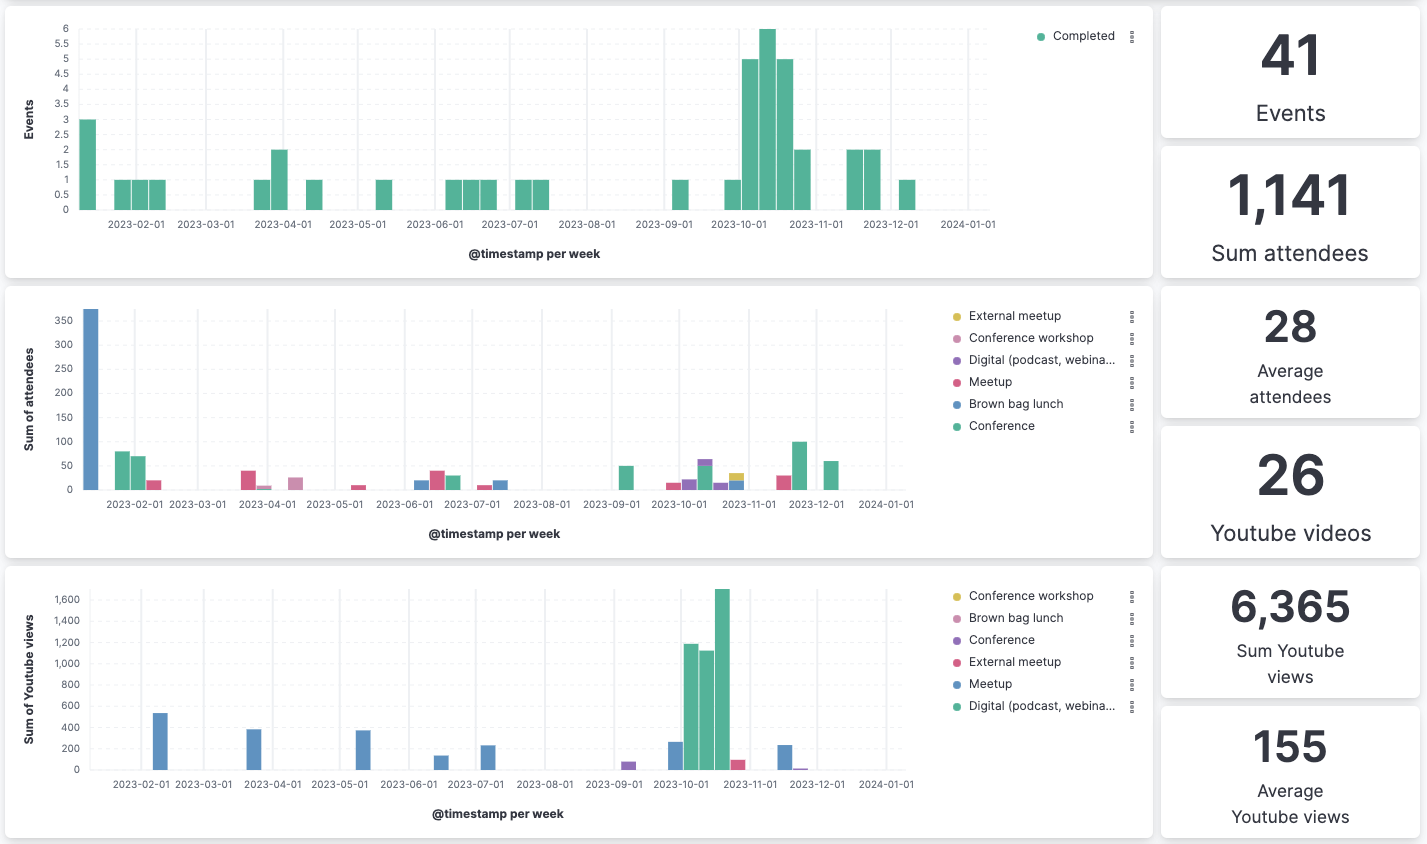 6
5.5
5
4.5
4
3.5
3
2.5
2
1.5
1
0.5
0
Events
2023-02-01 2023-03-01 2023-04-01 2023-05-01 2023-06-01 2023-07-01 2023-08-01 2023-09-01 2023-10-01 2023-11-01 2023-12-01 2024-01-01
@timestamp per week
Completed
41
Events
1,141
Sum attendees
350
300
250
200
150
100
50
0
Sum of attendees
2023-02-01 2023-03-01 2023-04-01 2023-05-01 2023-06-01 2023-07-01 2023-08-01 2023-09-01 2023-10-01 2023-11-01 2023-12-01 2024-01-01
@timestamp per week
External meetup
Conference workshop
Digital (podcast, webina...
Meetup
Brown bag lunch
Conference
28
Average
attendees
26
Youtube videos
1,600
1,400
1,200
1,000
800
600
400
200
0
Sum of Youtube views
2023-02-01 2023-03-01 2023-04-01 2023-05-01 2023-06-01 2023-07-01 2023-08-01 2023-09-01 2023-10-01 2023-11-01 2023-12-01 2024-01-01
@timestamp per week
Conference workshop
Brown bag lunch
Conference
External meetup
Meetup
Digital (podcast, webina...
6,365
Sum Youtube
views
155
Average
Youtube views